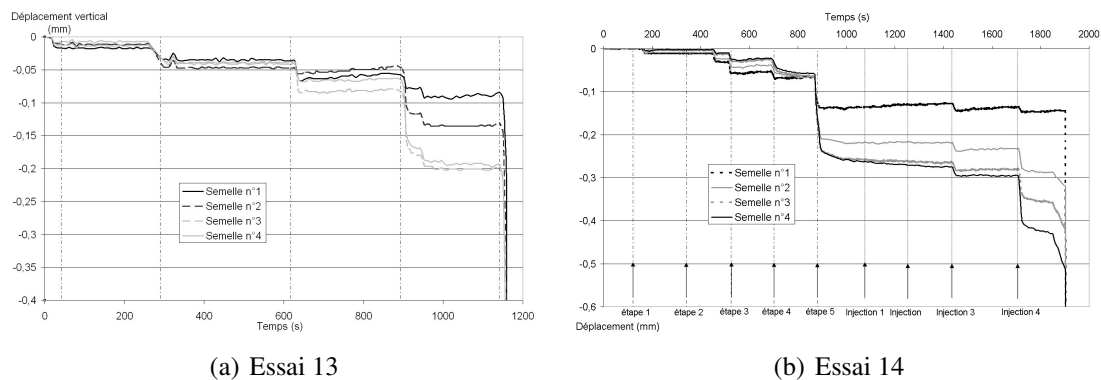 Déplacement vertical
(mm)
0
-0,05
-0,1
-0,15
-0,2
-0,25
-0,3
-0,35
-0,4
Semelle n°1
Semelle n°2
Semelle n°3
Semelle n°4
0 200 400 600 800 1000 1200
Temps (s)
(a) Essai 13
Temps (s)
0 200 400 600 800 1000 1200 1400 1600 1800 2000
0
-0,1
-0,2
-0,3
-0,4
-0,5
-0,6
Semelle n°1
Semelle n°2
Semelle n°3
Semelle n°4
étape 1 étape 2 étape 3 étape 4 étape 5 Injection 1 Injection Injection 3 Injection 4
Déplacement (mm)
(b) Essai 14